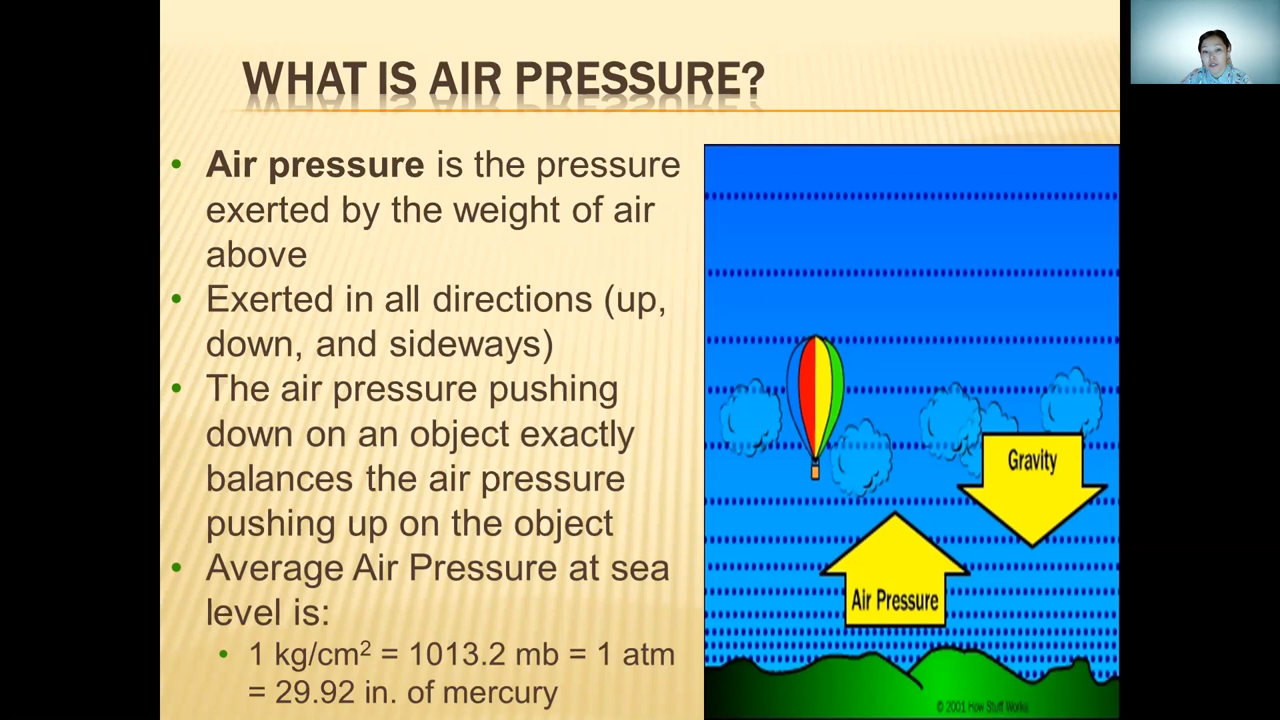 WHAT IS AIR PRESSURE?
• Air pressure is the pressure
exerted by the weight of air
above
• Exerted in all directions (up,
down, and sideways)
• The air pressure pushing
down on an object exactly
balances the air pressure
pushing up on the object
• Average Air Pressure at sea
level is:
• 1 kg/cm² = 1013.2 mb = 1 atm
= 29.92 in. of mercury
Gravity
Air Pressure
© 2001 How Stuff Works